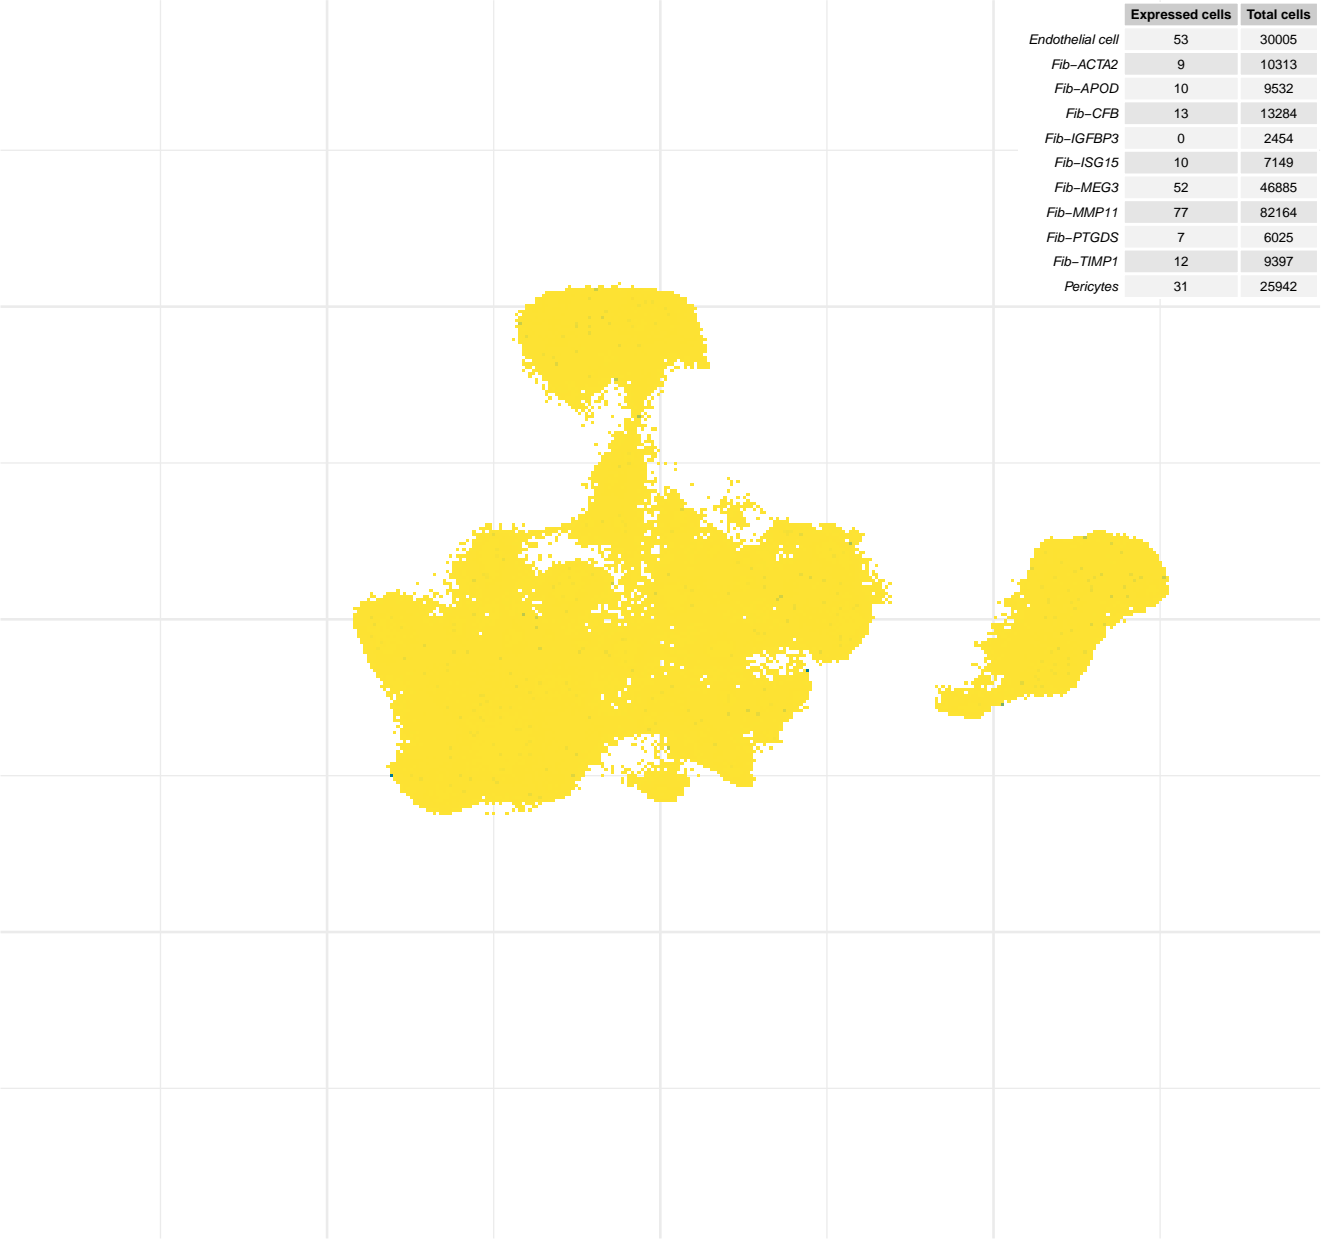 Expressed cells Total cells
Endothelial cell 53 30005
Fib−ACTA2 9 10313
Fib−APOD 10 9532
Fib−CFB 13 13284
Fib−IGFBP3 0 2454
Fib−ISG15 10 7149
Fib−MEG3 52 46885
Fib−MMP11 77 82164
Fib−PTGDS 7 6025
Fib−TIMP1 12 9397
Pericytes 31 25942